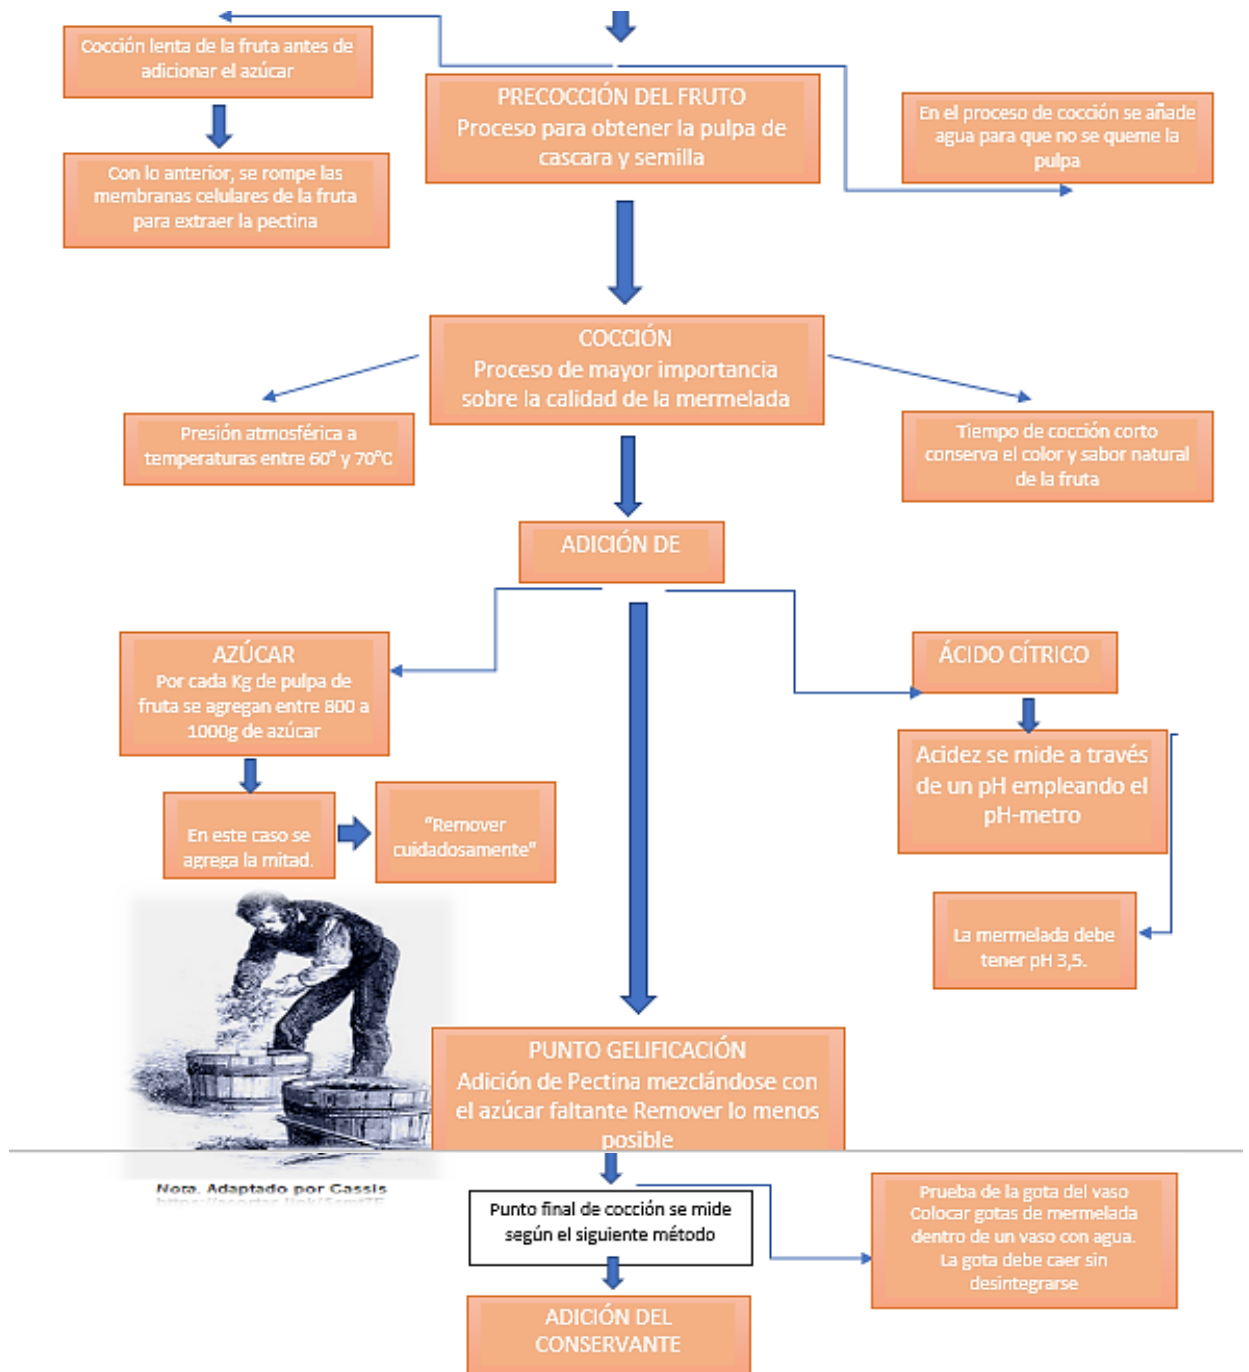 Cocción lenta de la fruta antes de
adicionar el azúcar
Con lo anterior, se rompe las
membranas celulares de la fruta
para extraer la pectina
PRECOCCIÓN DEL FRUTO
Proceso para obtener la pulpa de
cascara y semilla
En el proceso de cocción se añade
agua para que no se queme la
pulpa
COCCIÓN
Proceso de mayor importancia
sobre la calidad de la mermelada
Presión atmosférica a
temperaturas entre 60° y 70°C
Tiempo de cocción corto
conserva el color y sabor natural
de la fruta
ADICIÓN DE
AZÚCAR
Por cada Kg de pulpa de
fruta se agregan entre 800 a
1000g de azúcar
En este caso se
agrega la mitad.
"Remover
cuidadosamente"
ÁCIDO CÍTRICO
Acidez se mide a través
de un pH empleando el
pH-metro
La mermelada debe
tener pH 3,5.
PUNTO GELIFICACIÓN
Adición de Pectina mezclándose con
el azúcar faltante Remover lo menos
posible
Nota. Adaptado por Gassis
Punto final de cocción se mide
según el siguiente método
Prueba de la gota del vaso
Colocar gotas de mermelada
dentro de un vaso con agua.
La gota debe caer sin
desintegrarse
ADICIÓN DEL
CONSERVANTE